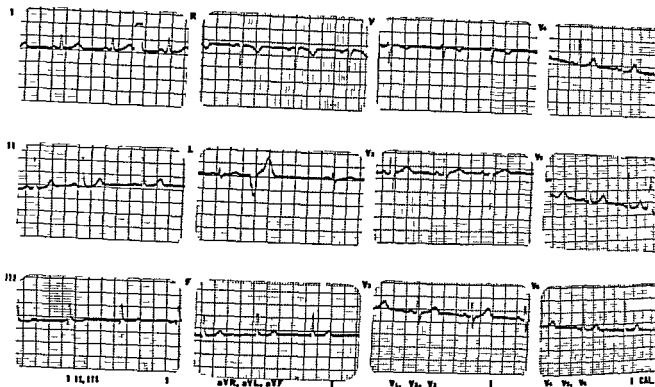 I R V V₄
II L V₂ V₅
III F V₃ V₆
I II, III
aVR, aVL, aVF I
V₁, V₂, V₃ I
V₄ V₅, V₆ I CAL.